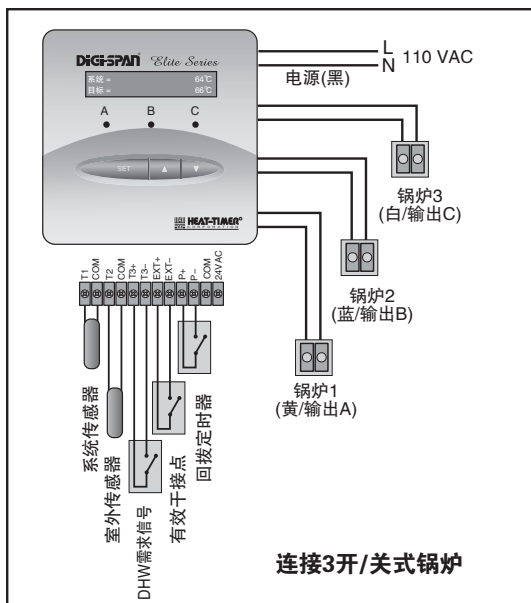 DiGi-SPAN® Elite Series
系统 = 64℃
目标 = 66℃
A B C
SET ▲ ▼
HEAT-TIMER®
CORPORATION
L
N
110 VAC
电源(黑)
锅炉3
(白/输出C)
锅炉2
(蓝/输出B)
锅炉1
(黄/输出A)
T1 COM T2 COM T3+ T3- EXT+ EXT- P+ P- COM 24VAC
系统传感器
室外传感器
DHW需求信号
有效干接点
回拨定时器
连接3开/关式锅炉